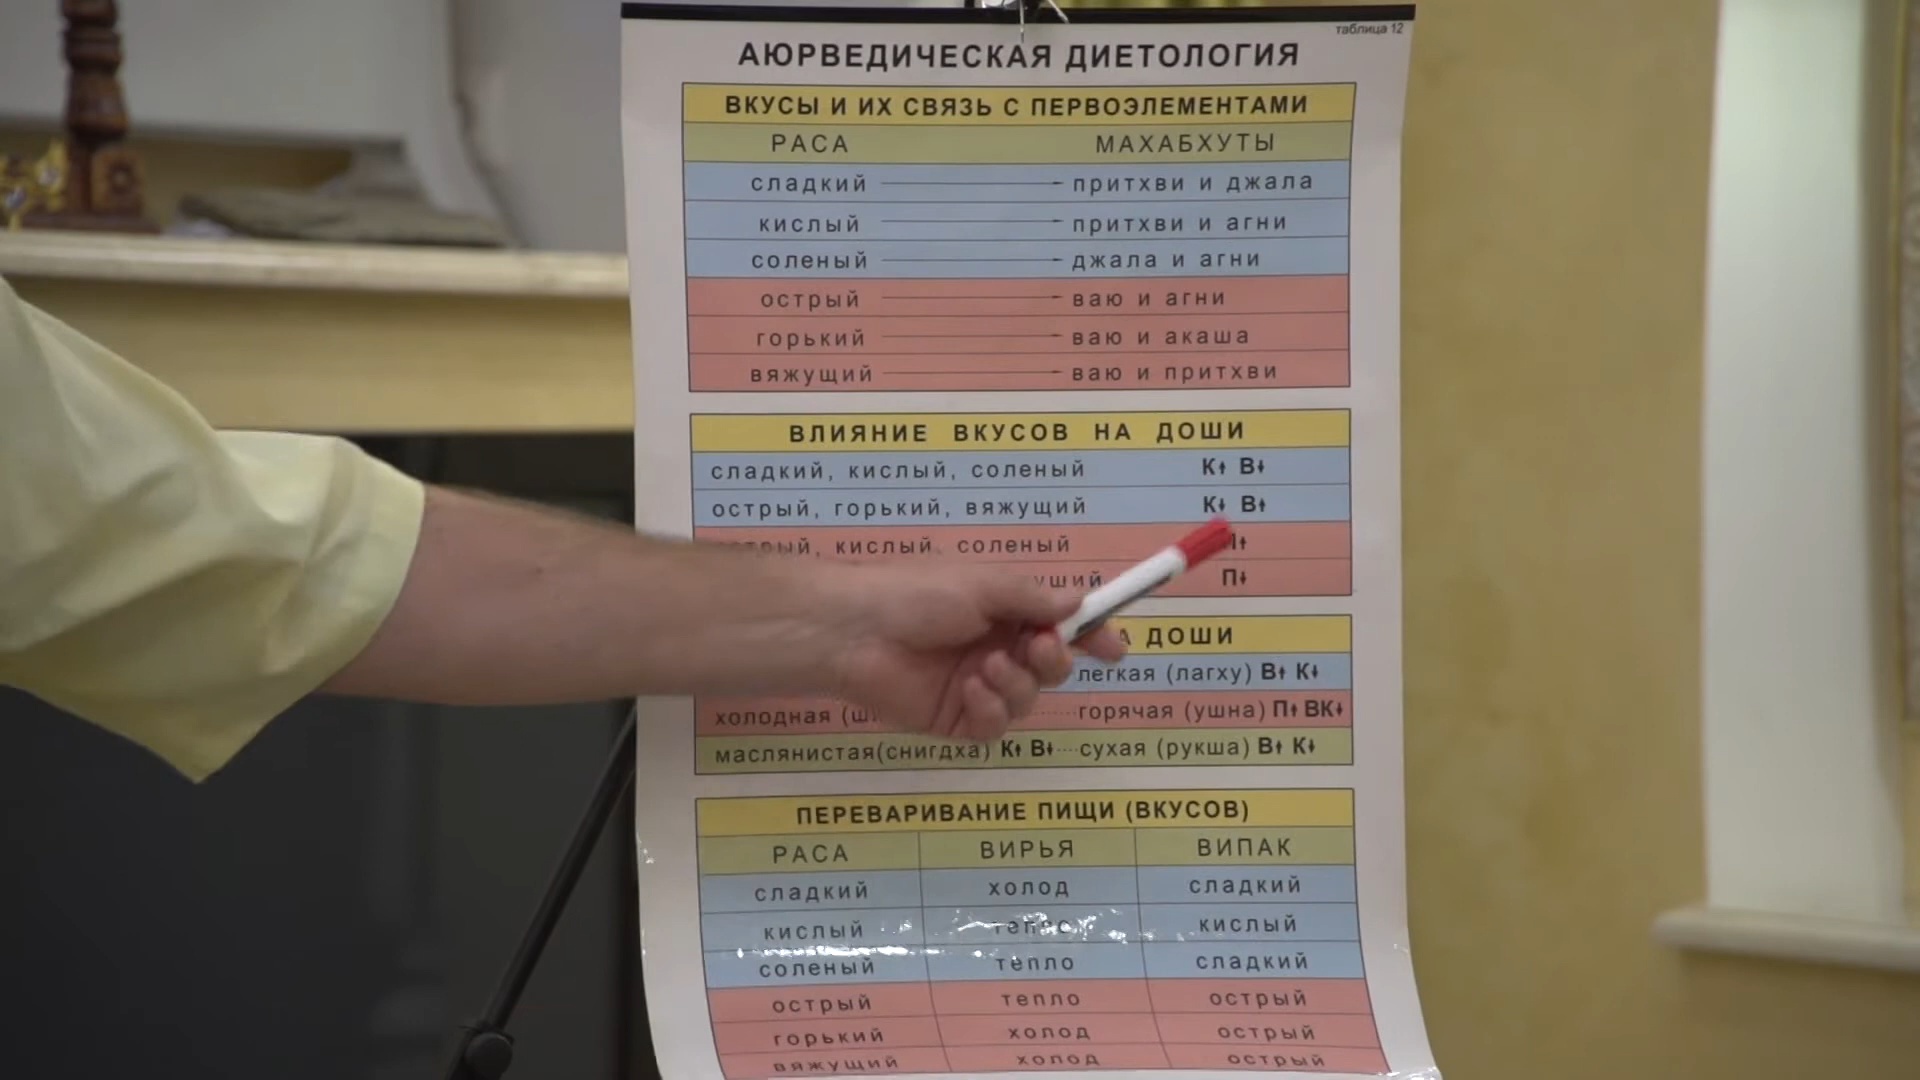 таблица 12
АЮРВЕДИЧЕСКАЯ ДИЕТОЛОГИЯ
ВКУСЫ И ИХ СВЯЗЬ С ПЕРВОЭЛЕМЕНТАМИ
РАСА МАХАБХУТЫ
сладкий притхви и джала
кислый притхви и агни
соленый джала и агни
острый ваю и агни
горький ваю и акаша
вяжущий ваю и притхви
ВЛИЯНИЕ ВКУСОВ НА ДОШИ
сладкий, кислый, соленый К↑ В↓
острый, горький, вяжущий К↓ В↑
кислый, соленый
П↓
ДОШИ
легкая (лагху) В↑ К↓
холодная горячая (ушна) П↑ ВК↓
маслянистая(снигдха) К↑ В↓ ···· сухая (рукша) В↑ К↓
ПЕРЕВАРИВАНИЕ ПИЩИ (ВКУСОВ)
РАСА ВИРЬЯ ВИПАК
сладкий холод сладкий
кислый тепло кислый
соленый тепло сладкий
острый тепло острый
горький холод острый
вяжущий холод острый